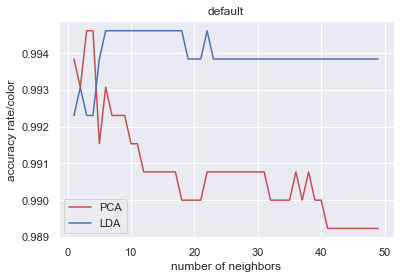 default
accuracy rate/color
0.994
0.993
0.992
0.991
0.990
0.989
PCA
LDA
0 10 20 30 40 50
number of neighbors